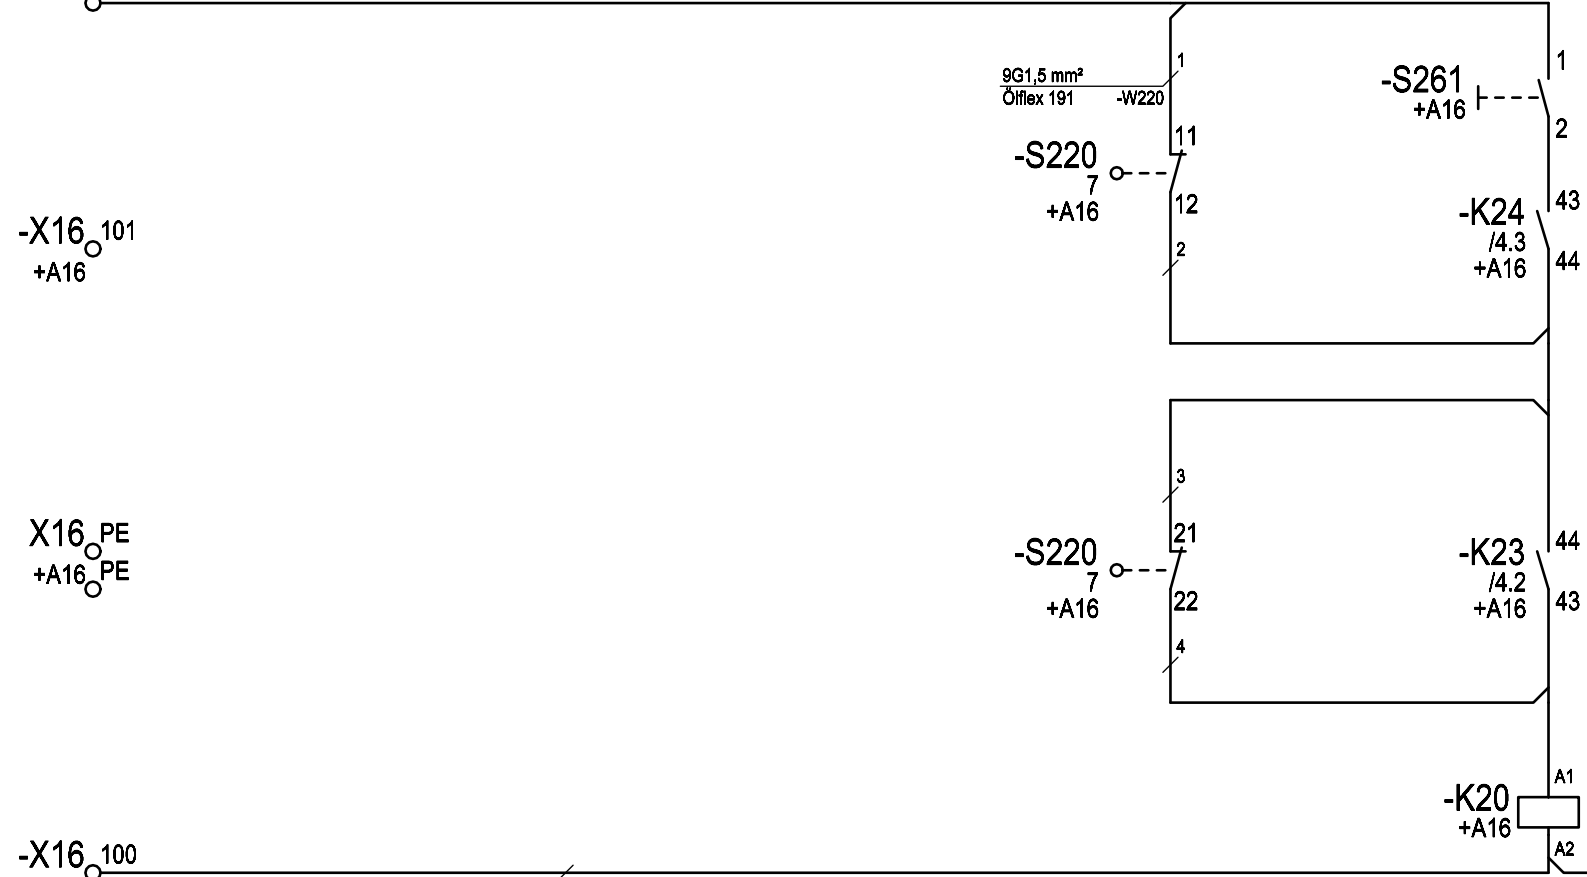 1
9G1,5 mm²
Ölflex 191 -W220
-S261
+A16
1
2
11
-S220
7
+A16
12
2
-X16 101
+A16
43
-K24
/4.3
+A16
44
3
21
-S220
7
+A16
22
4
X16 PE
+A16 PE
44
-K23
/4.2
+A16
43
A1
-K20
+A16
A2
-X16 100